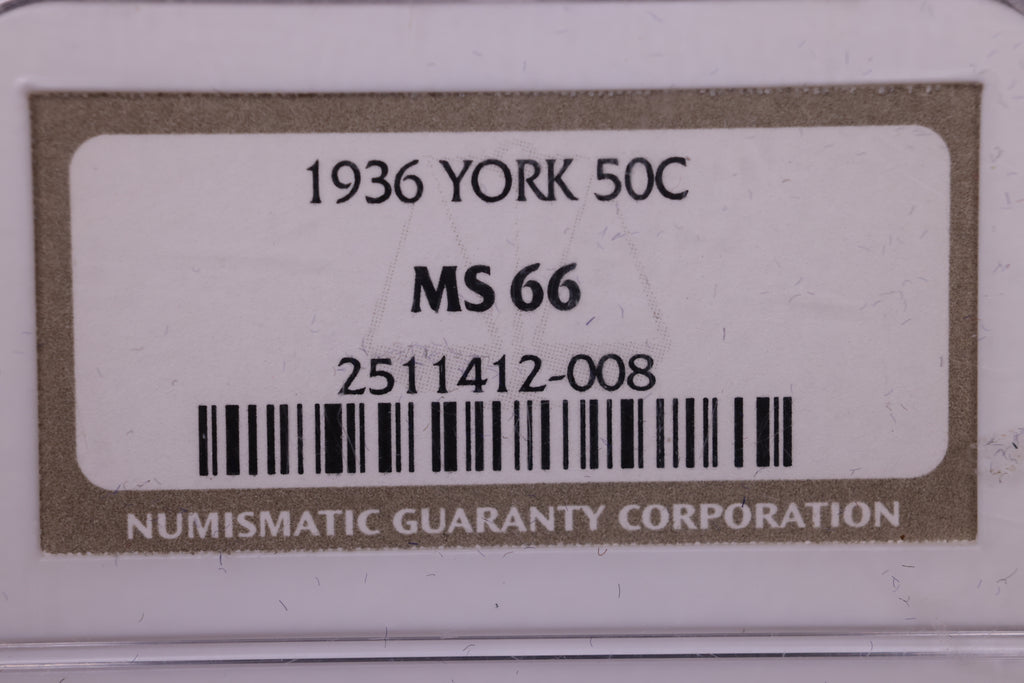 1936 YORK 50C
MS 66
2511412-008
NUMISMATIC GUARANTY CORPORATION